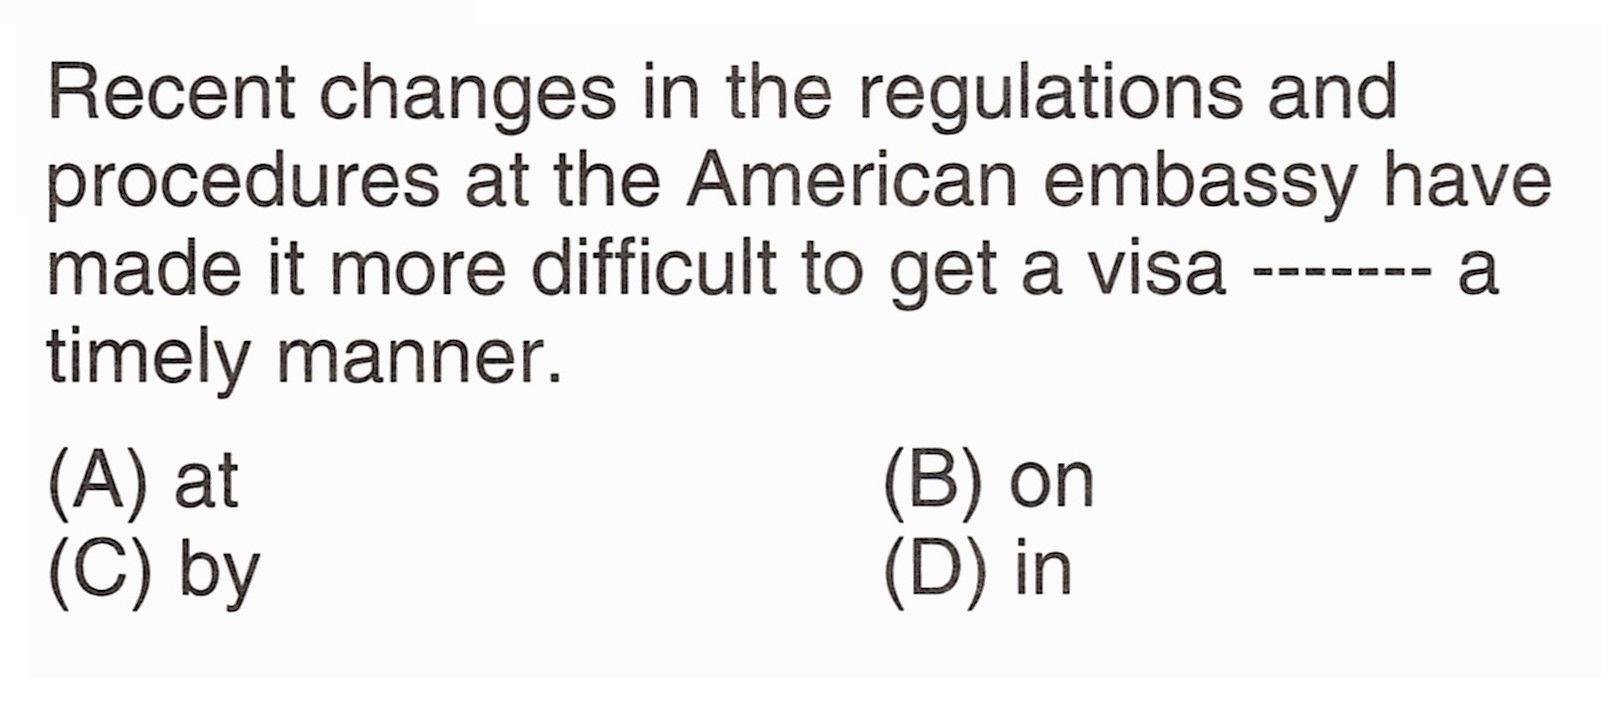 Recent changes in the regulations and
procedures at the American embassy have
made it more difficult to get a visa ------- a
timely manner.
(A) at (B) on
(C) by (D) in